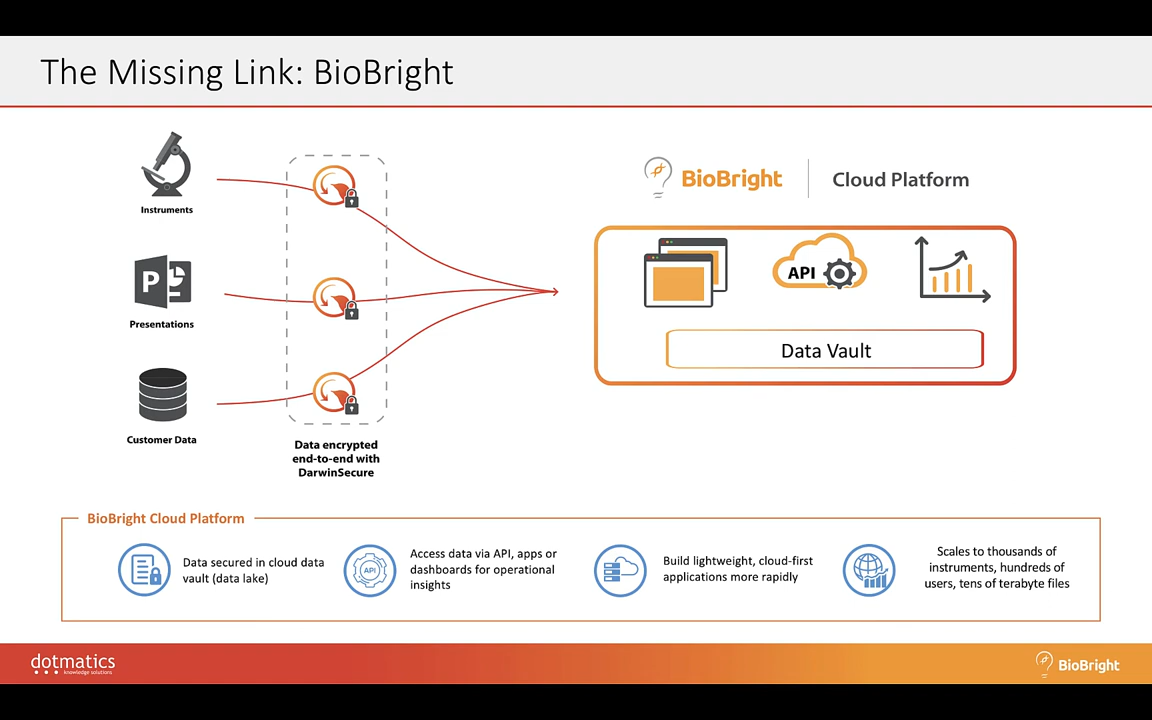 The Missing Link: BioBright
Instruments
P
Presentations
Customer Data
Data encrypted
end-to-end with
DarwinSecure
BioBright
Cloud Platform
API
Data Vault
BioBright Cloud Platform
Data secured in cloud data
vault (data lake)
API
Access data via API, apps or
dashboards for operational
insights
Build lightweight, cloud-first
applications more rapidly
Scales to thousands of
instruments, hundreds of
users, tens of terabyte files
dotmatics
knowledge solutions
BioBright